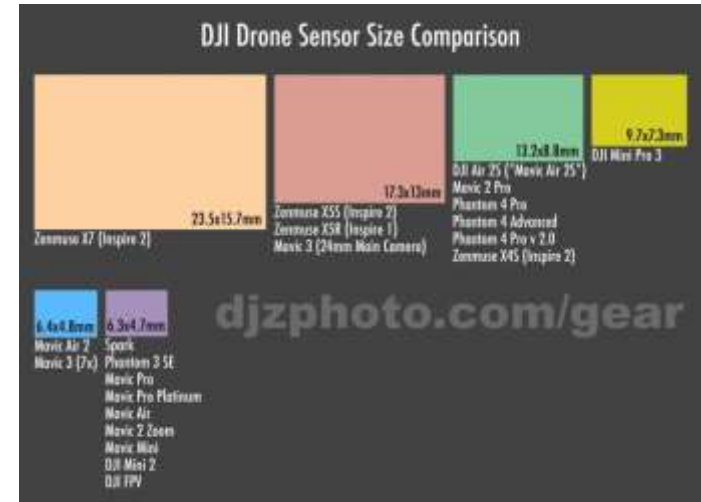 DJI Drone Sensor Size Comparison
23.5x15.7mm
Zenmuse X7 (Inspire 2)
17.3x13mm
Zenmuse X5S (Inspire 2)
Zenmuse X5R (Inspire 1)
Mavic 3 (24mm Main Camera)
13.2x8.8mm
DJI Air 2S ("Mavic Air 2S")
Mavic 2 Pro
Phantom 4 Pro
Phantom 4 Advanced
Phantom 4 Pro v 2.0
Zenmuse X4S (Inspire 2)
9.7x7.3mm
DJI Mini Pro 3
6.4x4.8mm
Mavic Air 2
Mavic 3 (7x)
6.3x4.7mm
Spark
Phantom 3 SE
Mavic Pro
Mavic Pro Platinum
Mavic Air
Mavic 2 Zoom
Mavic Mini
DJI Mini 2
DJI FPV
djzphoto.com/gear